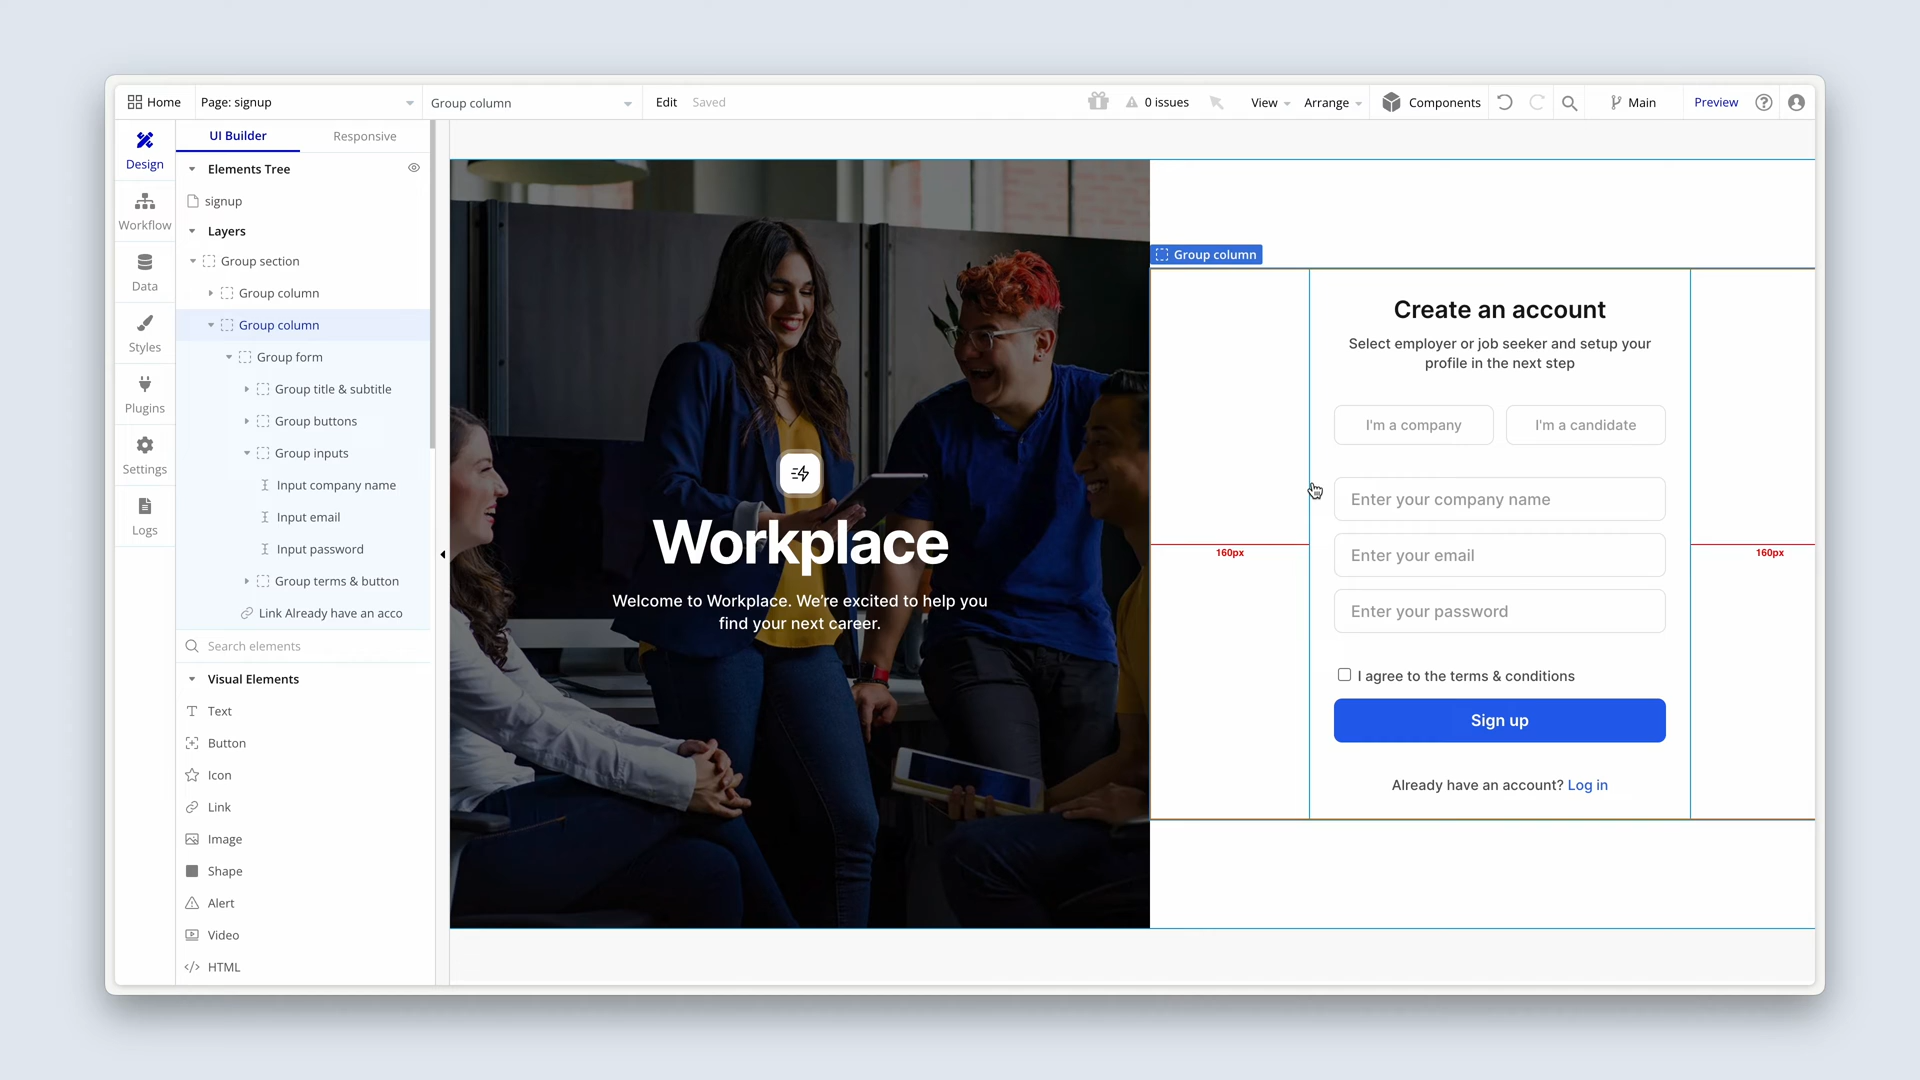 Home
Page: signup
Group column
Edit
Saved
0 issues
View
Arrange
Components
Main
Preview
Design
Workflow
Data
Styles
Plugins
Settings
Logs
UI Builder
Responsive
Elements Tree
signup
Layers
Group section
Group column
Group column
Group form
Group title & subtitle
Group buttons
Group inputs
Input company name
Input email
Input password
Group terms & button
Link Already have an acco
Search elements
Visual Elements
Text
Button
Icon
Link
Image
Shape
Alert
Video
HTML
Workplace
Welcome to Workplace. We're excited to help you
find your next career.
Group column
Create an account
Select employer or job seeker and setup your
profile in the next step
I'm a company
I'm a candidate
Enter your company name
160px
160px
Enter your email
Enter your password
I agree to the terms & conditions
Sign up
Already have an account? Log in